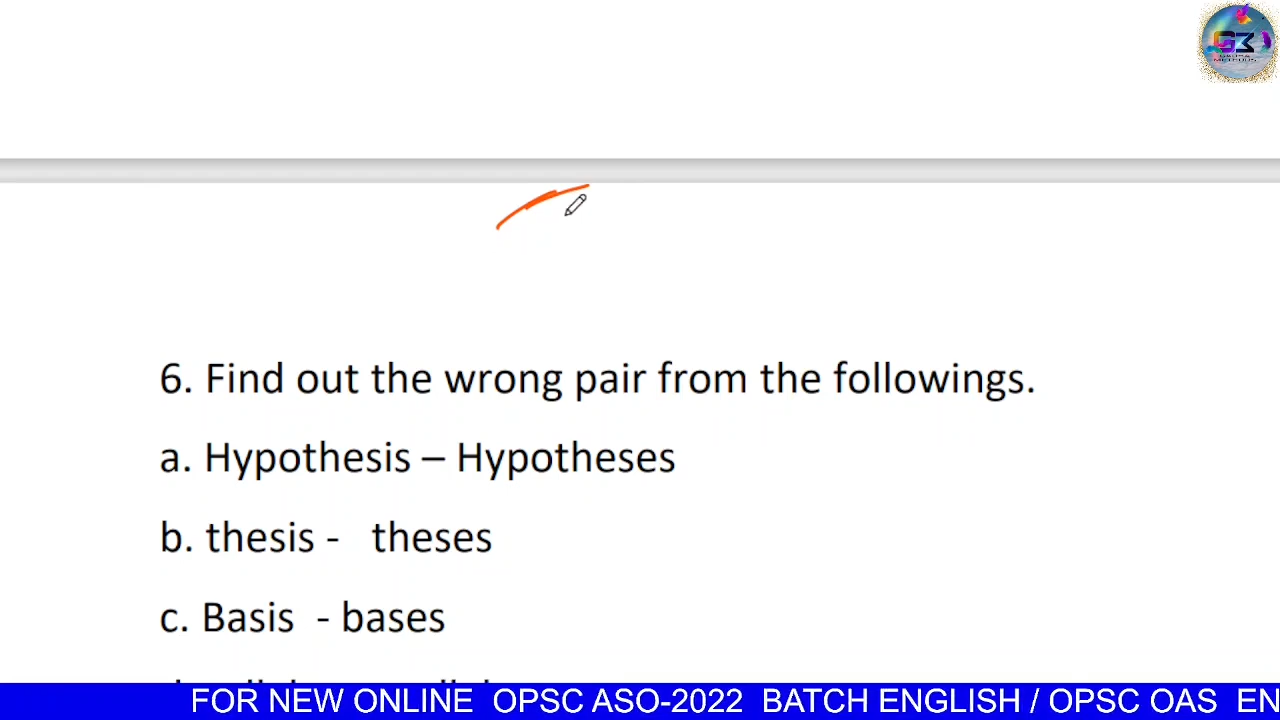 G3
6. Find out the wrong pair from the followings.
a. Hypothesis – Hypotheses
b. thesis - theses
c. Basis - bases
FOR NEW ONLINE OPSC ASO-2022 BATCH ENGLISH / OPSC OAS EN